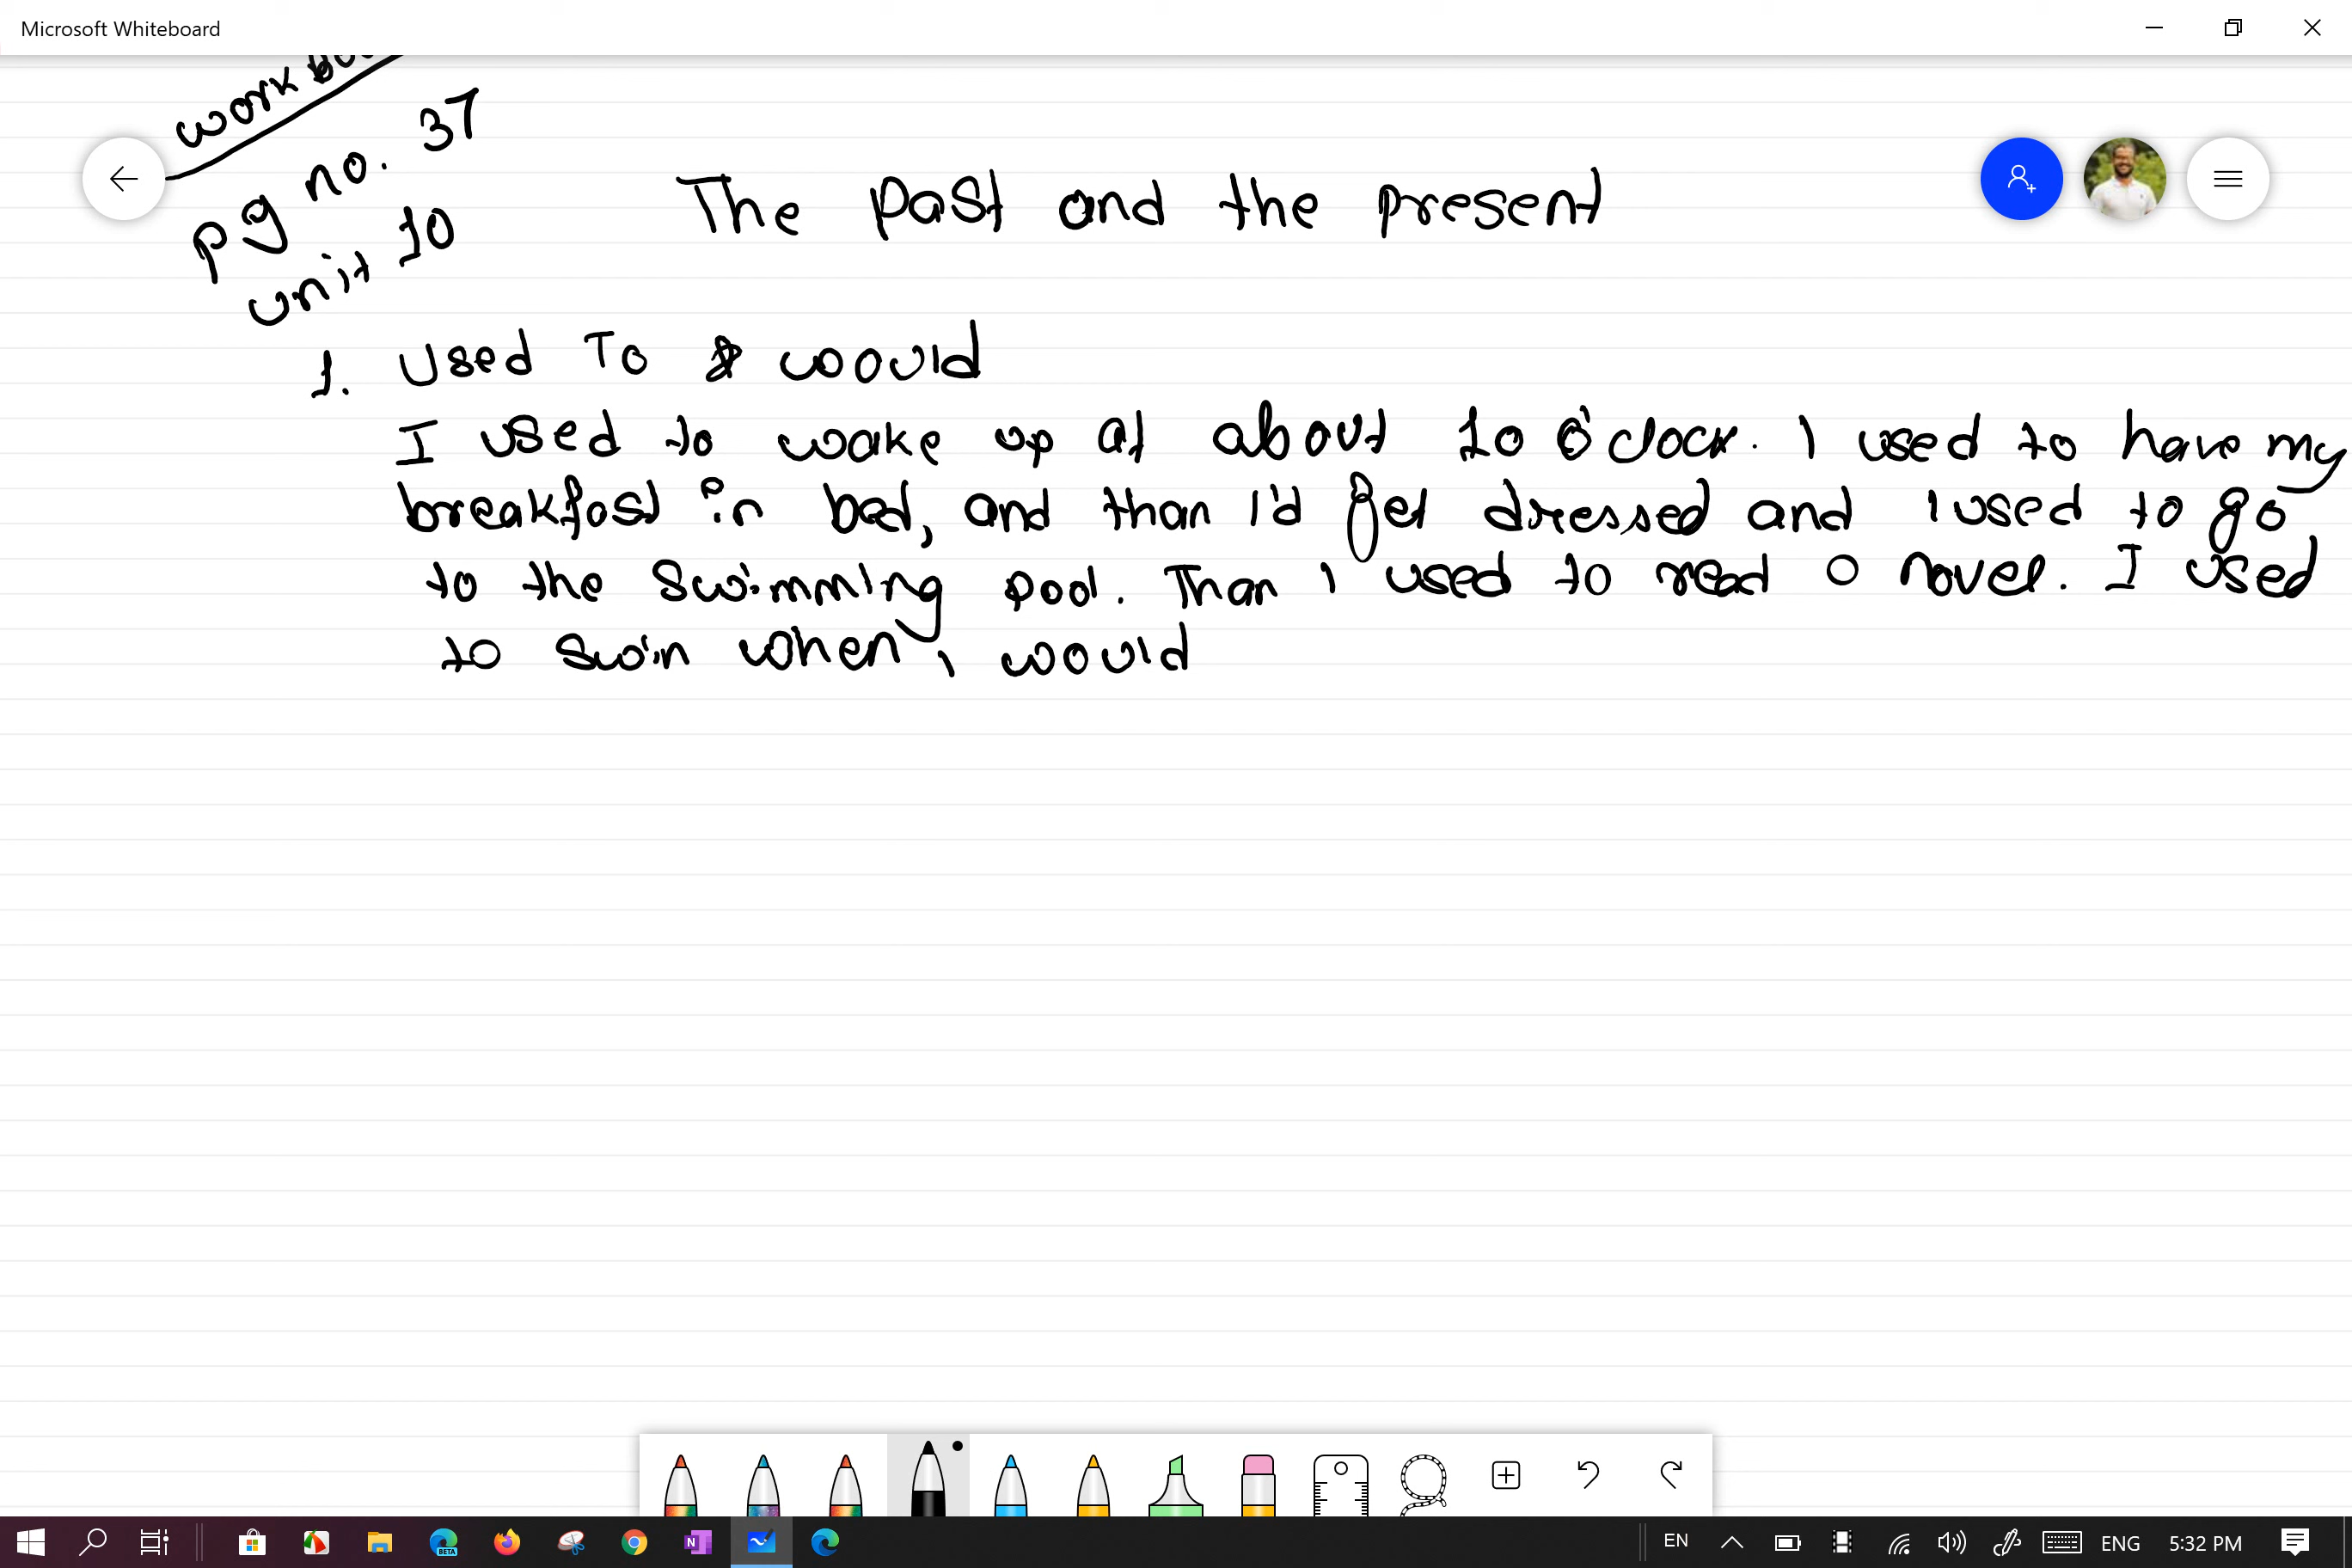 Microsoft Whiteboard
work
pg no. 37
unit 10
The past and the present
1. Used To & would
I used to wake up at about 10 o'clock. I used to have my
breakfast in bed, and than I'd get dressed and I used to go
to the swimming pool. Than I used to read a novel. I used
to swim when I would
BETA
N
EN
ENG
5:32 PM